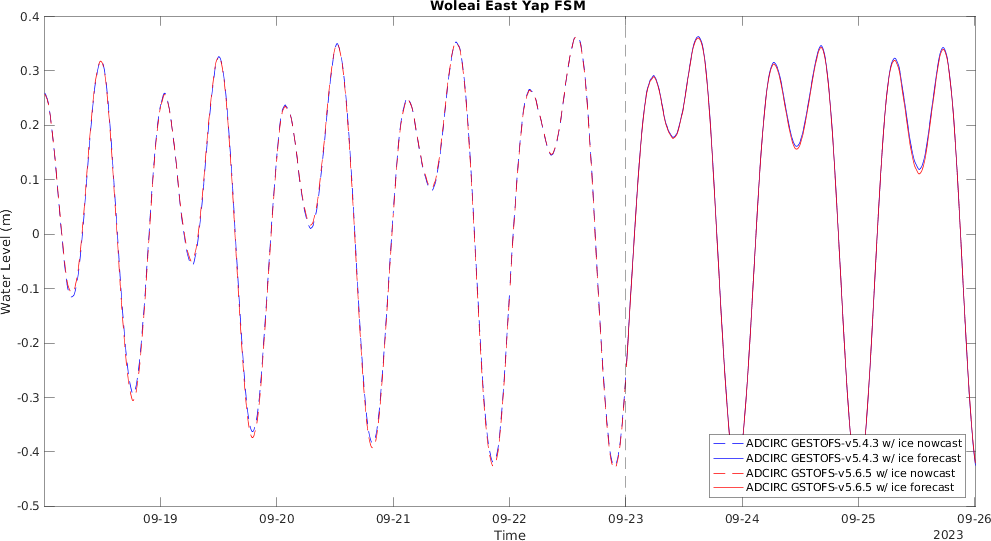 Woleai East Yap FSM
0.4
0.3
0.2
0.1
0
-0.1
-0.2
-0.3
-0.4
-0.5
Water Level (m)
ADCIRC GESTOFS-v5.4.3 w/ ice nowcast
ADCIRC GESTOFS-v5.4.3 w/ ice forecast
ADCIRC GSTOFS-v5.6.5 w/ ice nowcast
ADCIRC GSTOFS-v5.6.5 w/ ice forecast
09-19 09-20 09-21 09-22 09-23 09-24 09-25 09-26
Time
2023